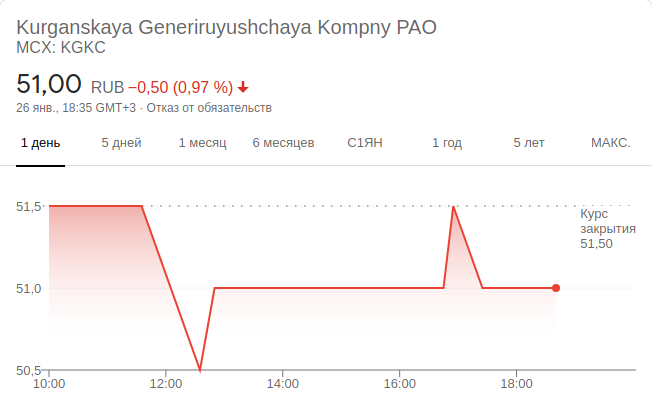 Kurganskaya Generiruyushchaya Kompny PAO
MCX: KGKC
51,00 RUB −0,50 (0,97 %)
26 янв., 18:35 GMT+3 · Отказ от обязательств
1 день 5 дней 1 месяц 6 месяцев С1ЯН 1 год 5 лет МАКС.
51,5
Курс
закрытия
51,50
51,0
50,5
10:00 12:00 14:00 16:00 18:00